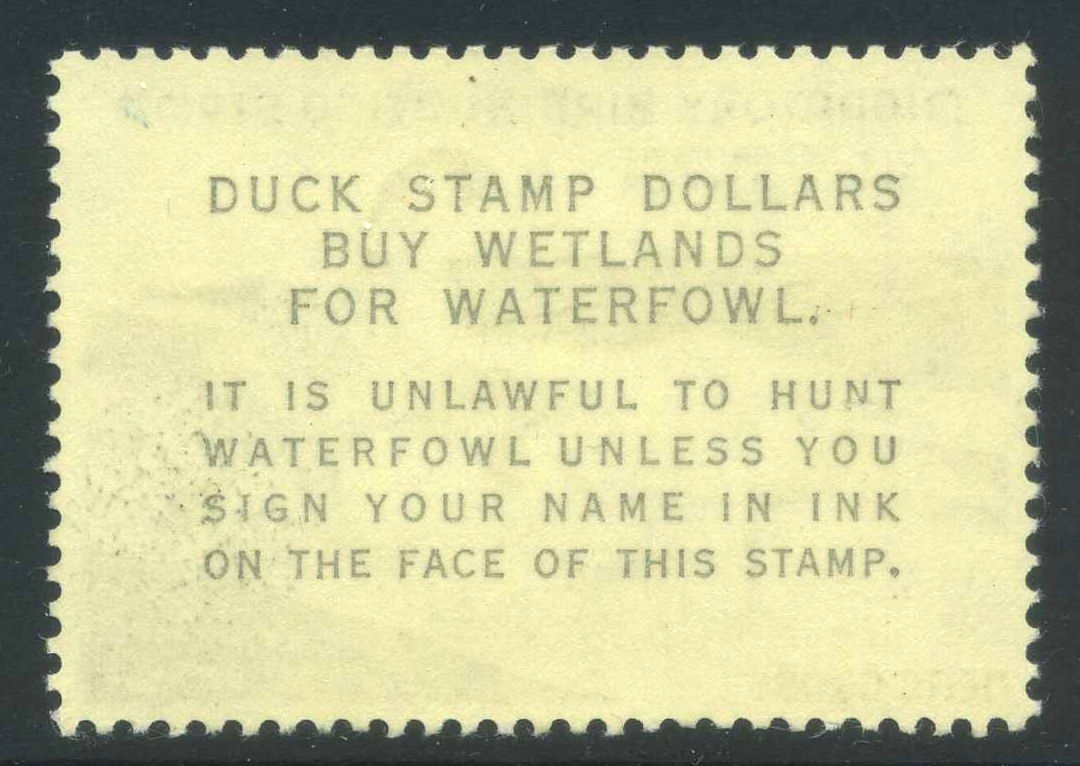 DUCK STAMP DOLLARS
BUY WETLANDS
FOR WATERFOWL.
IT IS UNLAWFUL TO HUNT
WATERFOWL UNLESS YOU
SIGN YOUR NAME IN INK
ON THE FACE OF THIS STAMP.